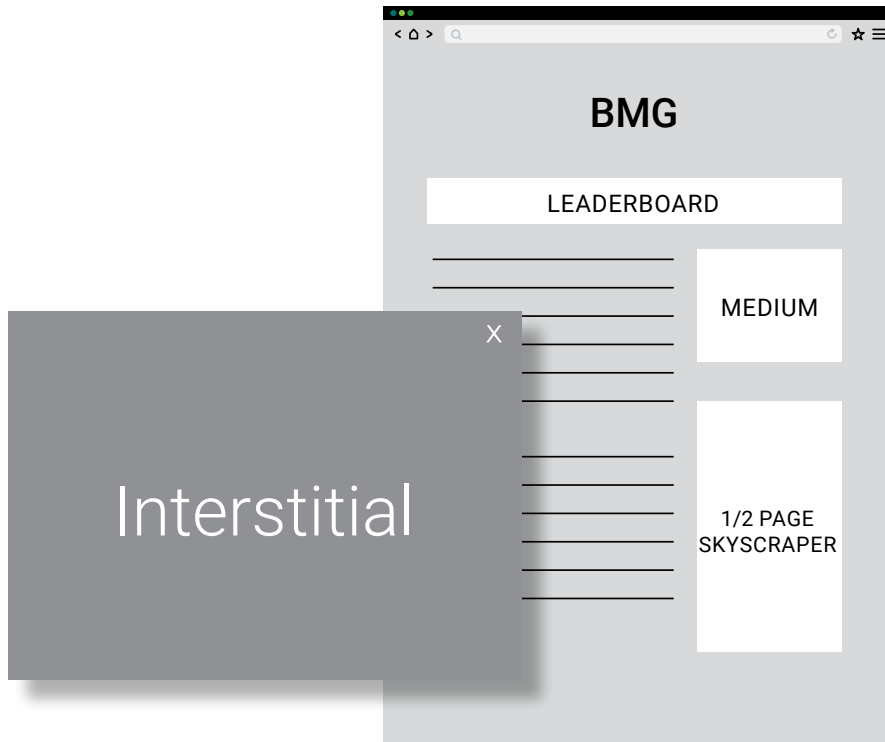 BMG
LEADERBOARD
MEDIUM
X
Interstitial
1/2 PAGE
SKYSCRAPER